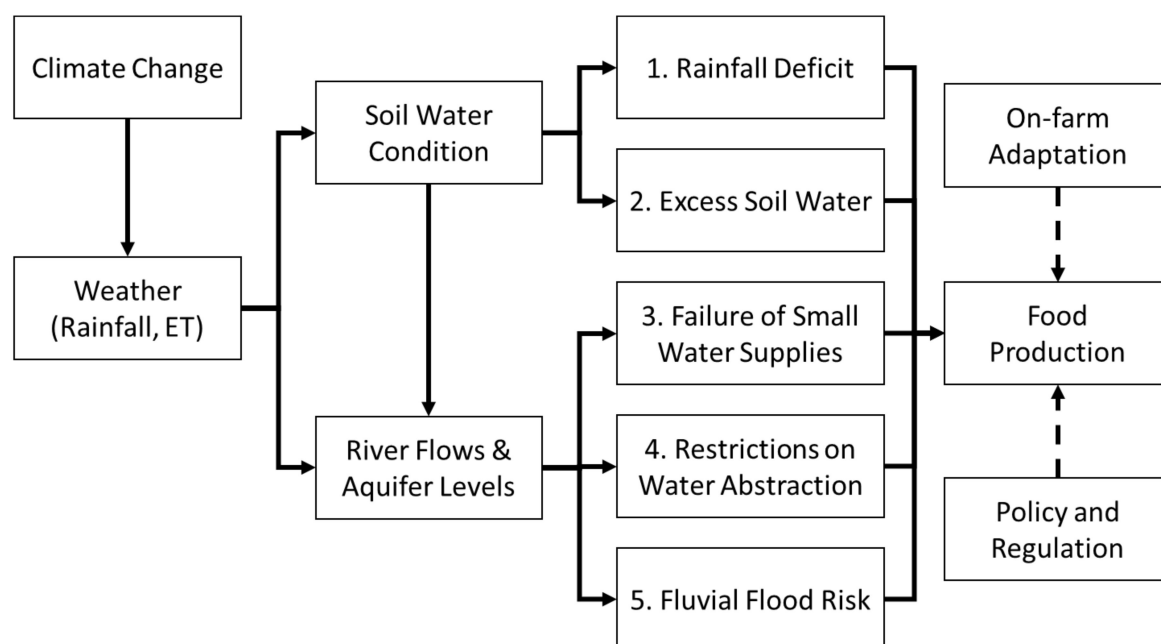 Climate Change
Weather
(Rainfall, ET)
Soil Water
Condition
River Flows &
Aquifer Levels
1. Rainfall Deficit
2. Excess Soil Water
3. Failure of Small
Water Supplies
4. Restrictions on
Water Abstraction
5. Fluvial Flood Risk
On-farm
Adaptation
Food
Production
Policy and
Regulation